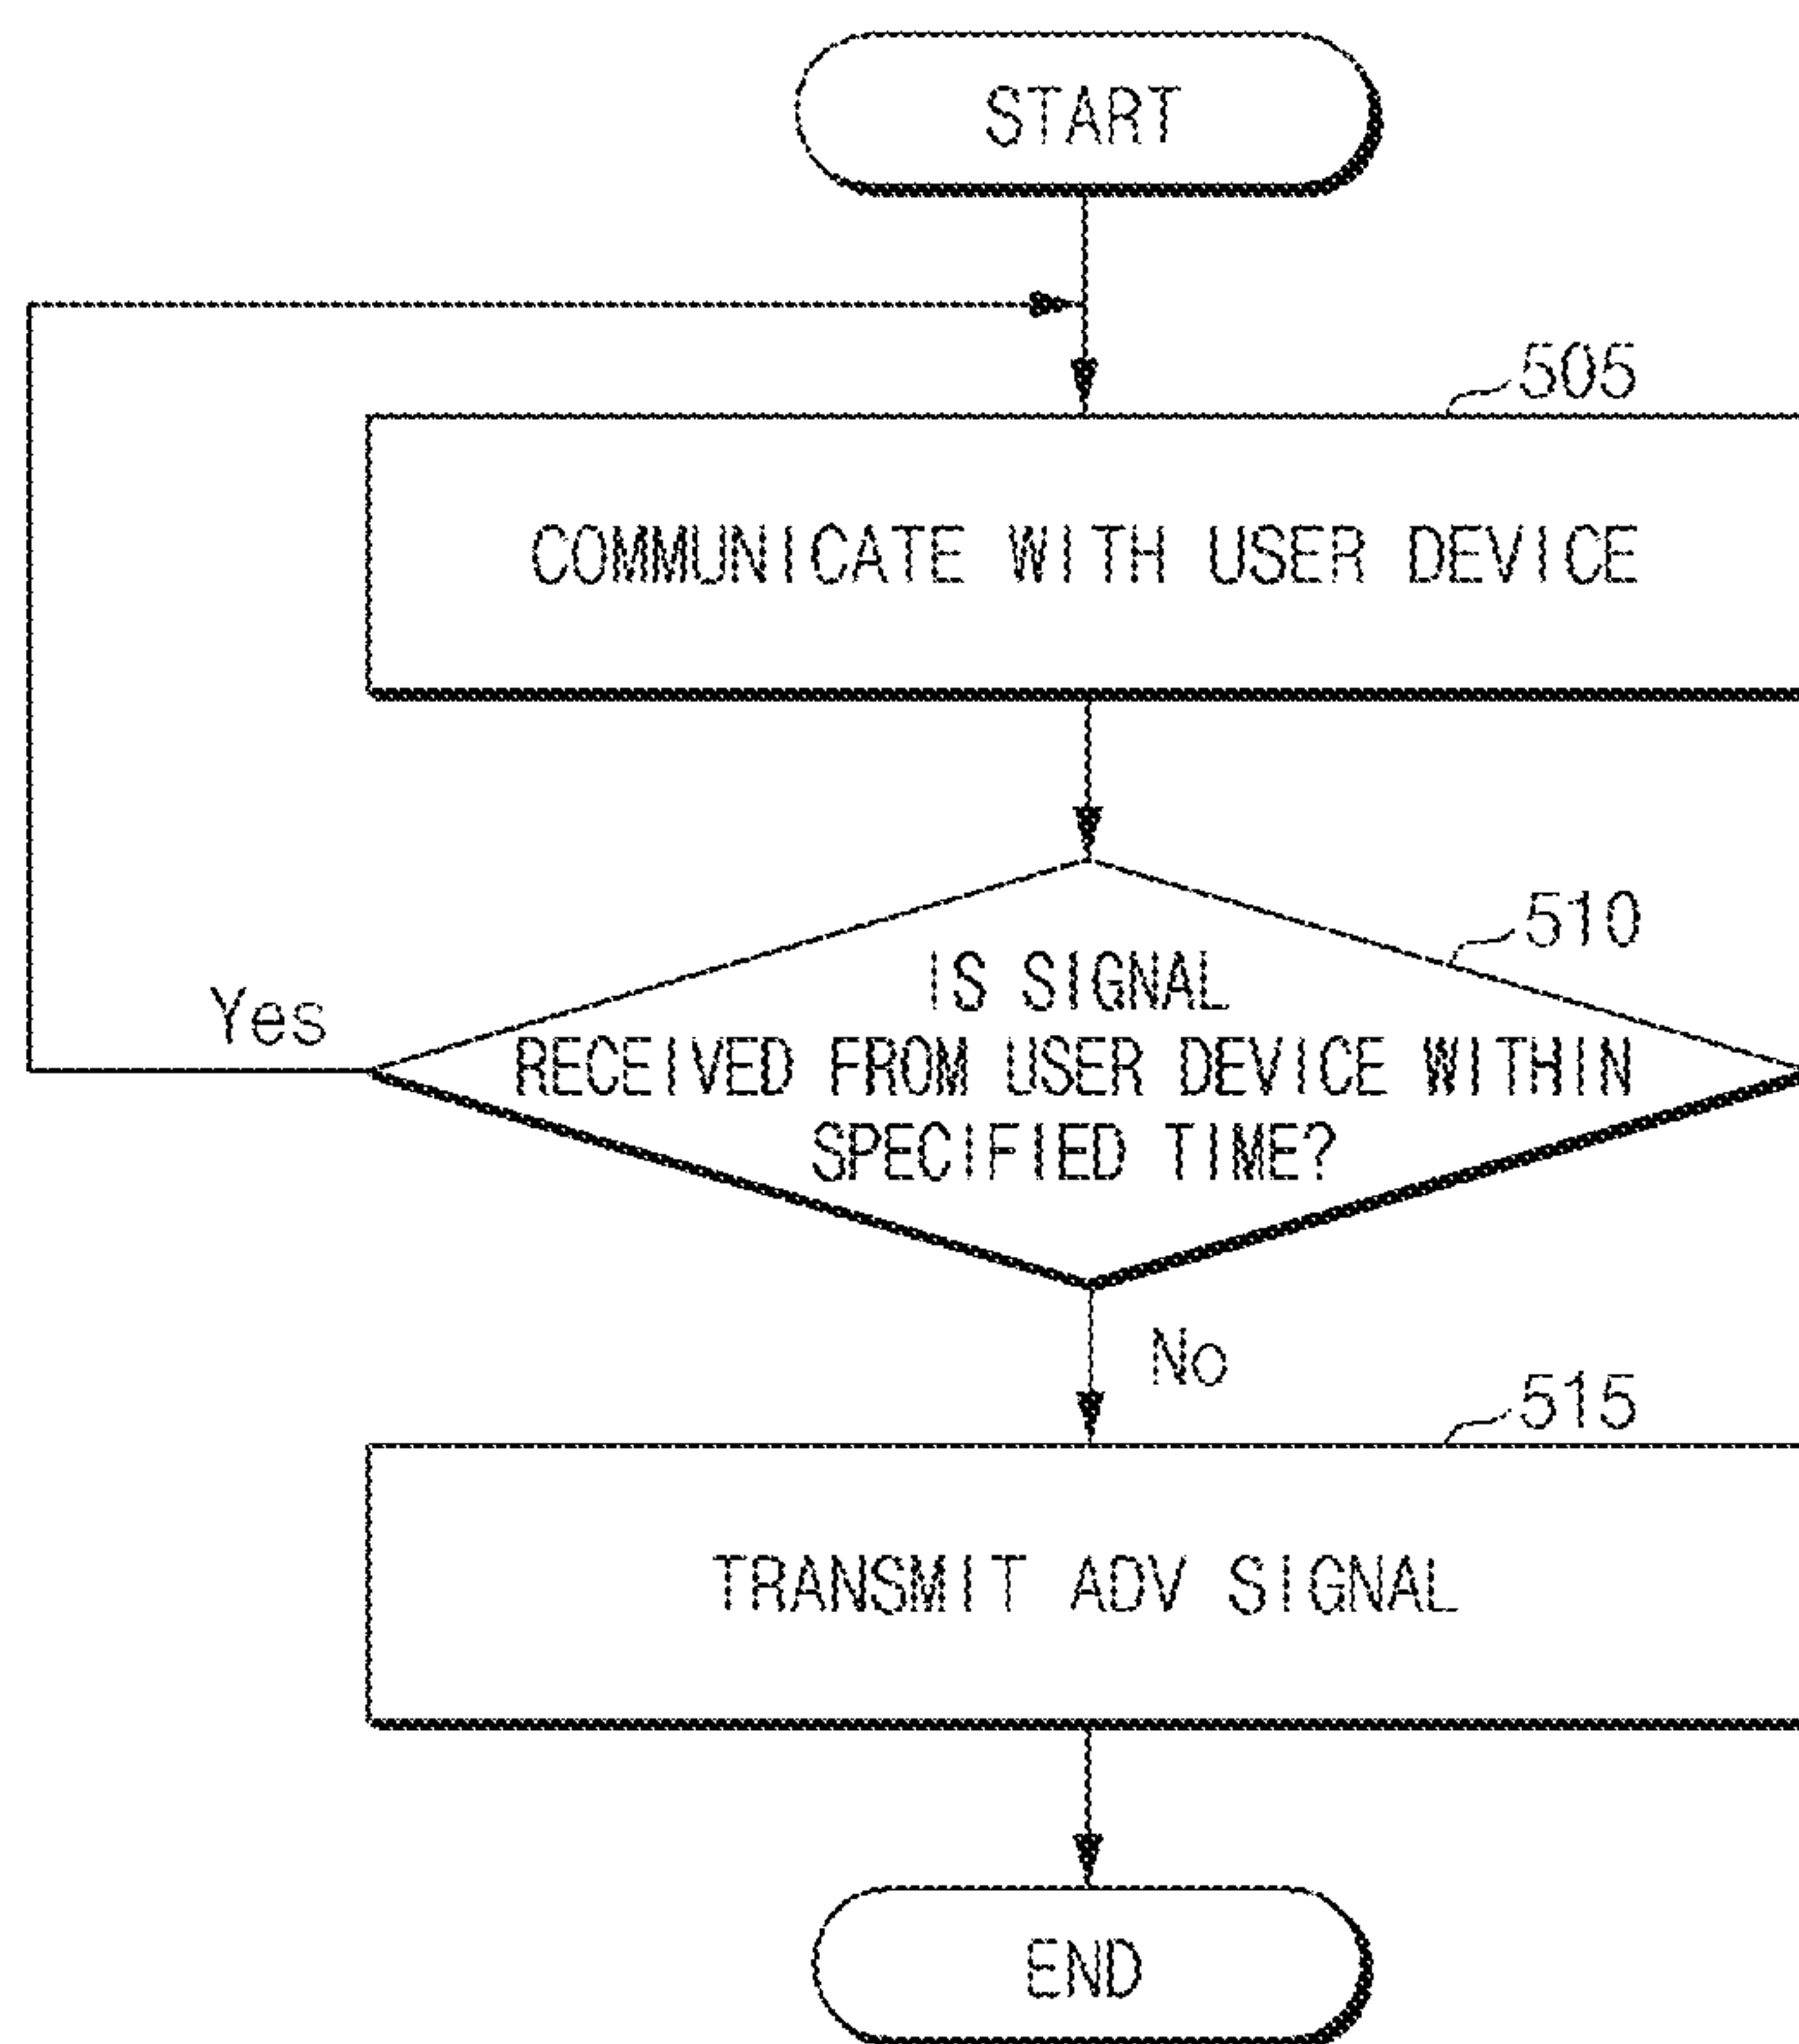 START
505
COMMUNICATE WITH USER DEVICE
510
IS SIGNAL
RECEIVED FROM USER DEVICE WITHIN
SPECIFIED TIME?
Yes
No
515
TRANSMIT ADV SIGNAL
END